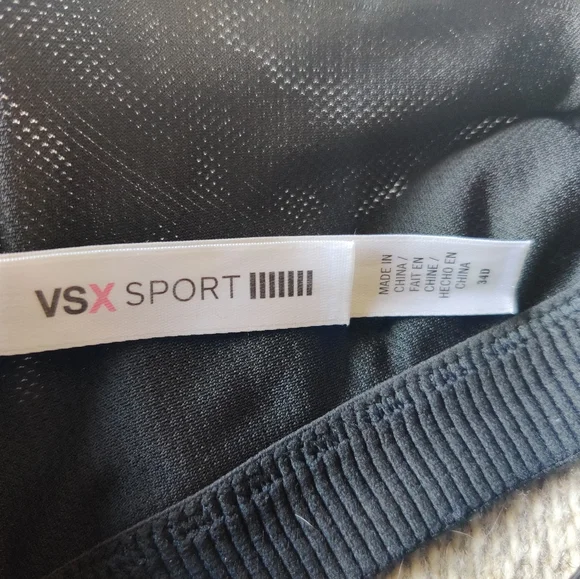 VSX SPORT
MADE IN
CHINA /
FAIT EN
CHINE /
HECHO EN
CHINA
34D